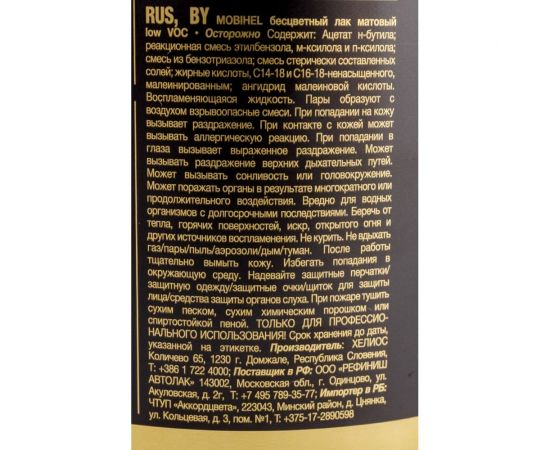 RUS, BY MOBIHEL бесцветный лак матовый
low VOC • Осторожно Содержит: Ацетат н-бутила;
реакционная смесь этилбензола, м-ксилола и п-ксилола;
смесь из бензотриазола; смесь стерически составленных
солей; жирные кислоты, C14-18 и C16-18-ненасыщенного,
малеинированным; ангидрид малеиновой кислоты.
Воспламеняющаяся жидкость. Пары образуют с
воздухом взрывоопасные смеси. При попадании на кожу
вызывает раздражение. При контакте с кожей может
вызывать аллергическую реакцию. При попадании в
глаза вызывает выраженное раздражение. Может
вызывать раздражение верхних дыхательных путей.
Может вызывать сонливость или головокружение.
Может поражать органы в результате многократного или
продолжительного воздействия. Вредно для водных
организмов с долгосрочными последствиями. Беречь от
тепла, горячих поверхностей, искр, открытого огня и
других источников воспламенения. Не курить. Не вдыхать
газ/пары/пыль/аэрозоли/дым/туман. После работы
тщательно вымыть кожу. Избегать попадания в
окружающую среду. Надевайте защитные перчатки/
защитную одежду/защитные очки/щиток для защиты
лица/средства защиты органов слуха. При пожаре тушить
сухим песком, сухим химическим порошком или
спиртостойкой пеной. ТОЛЬКО ДЛЯ ПРОФЕССИО-
НАЛЬНОГО ИСПОЛЬЗОВАНИЯ! Срок хранения до даты,
указанной на этикетке. Производитель: ХЕЛИОС
Количево 65, 1230 г. Домжале, Республика Словения,
Т: +386 1 722 4000; Поставщик в РФ: ООО «РЕФИНИШ
АВТОЛАК» 143002, Московская обл., г. Одинцово, ул.
Акуловская, д. 2г, Т: +7 495 789-35-77; Импортер в РБ:
ЧТУП «Аккордцвета», 223043, Минский район, д. Цнянка,
ул. Кольцевая, д. 3, пом. №1, Т: +375-17-2890598